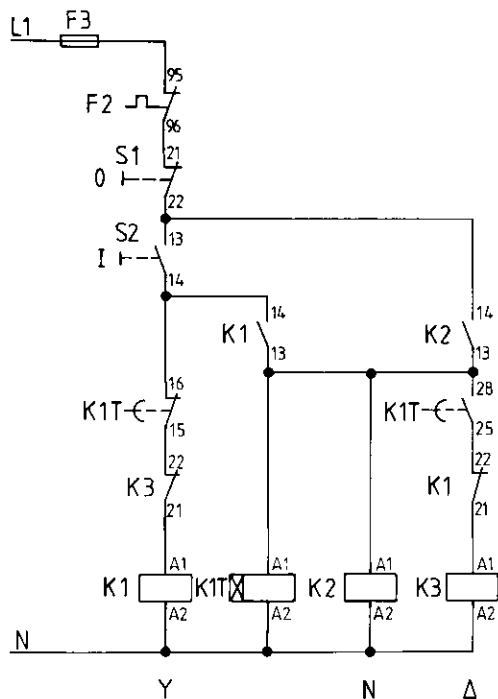 L1 F3
95
F2
96
S1 21
0
22
S2 13
I
14
K1 14
13
K2 14
13
16
K1T
15
28
K1T
25
22
K3
21
22
K1
21
A1 A1 A1 A1
K1 K1T K2 K3
A2 A2 A2 A2
N
Y N Δ